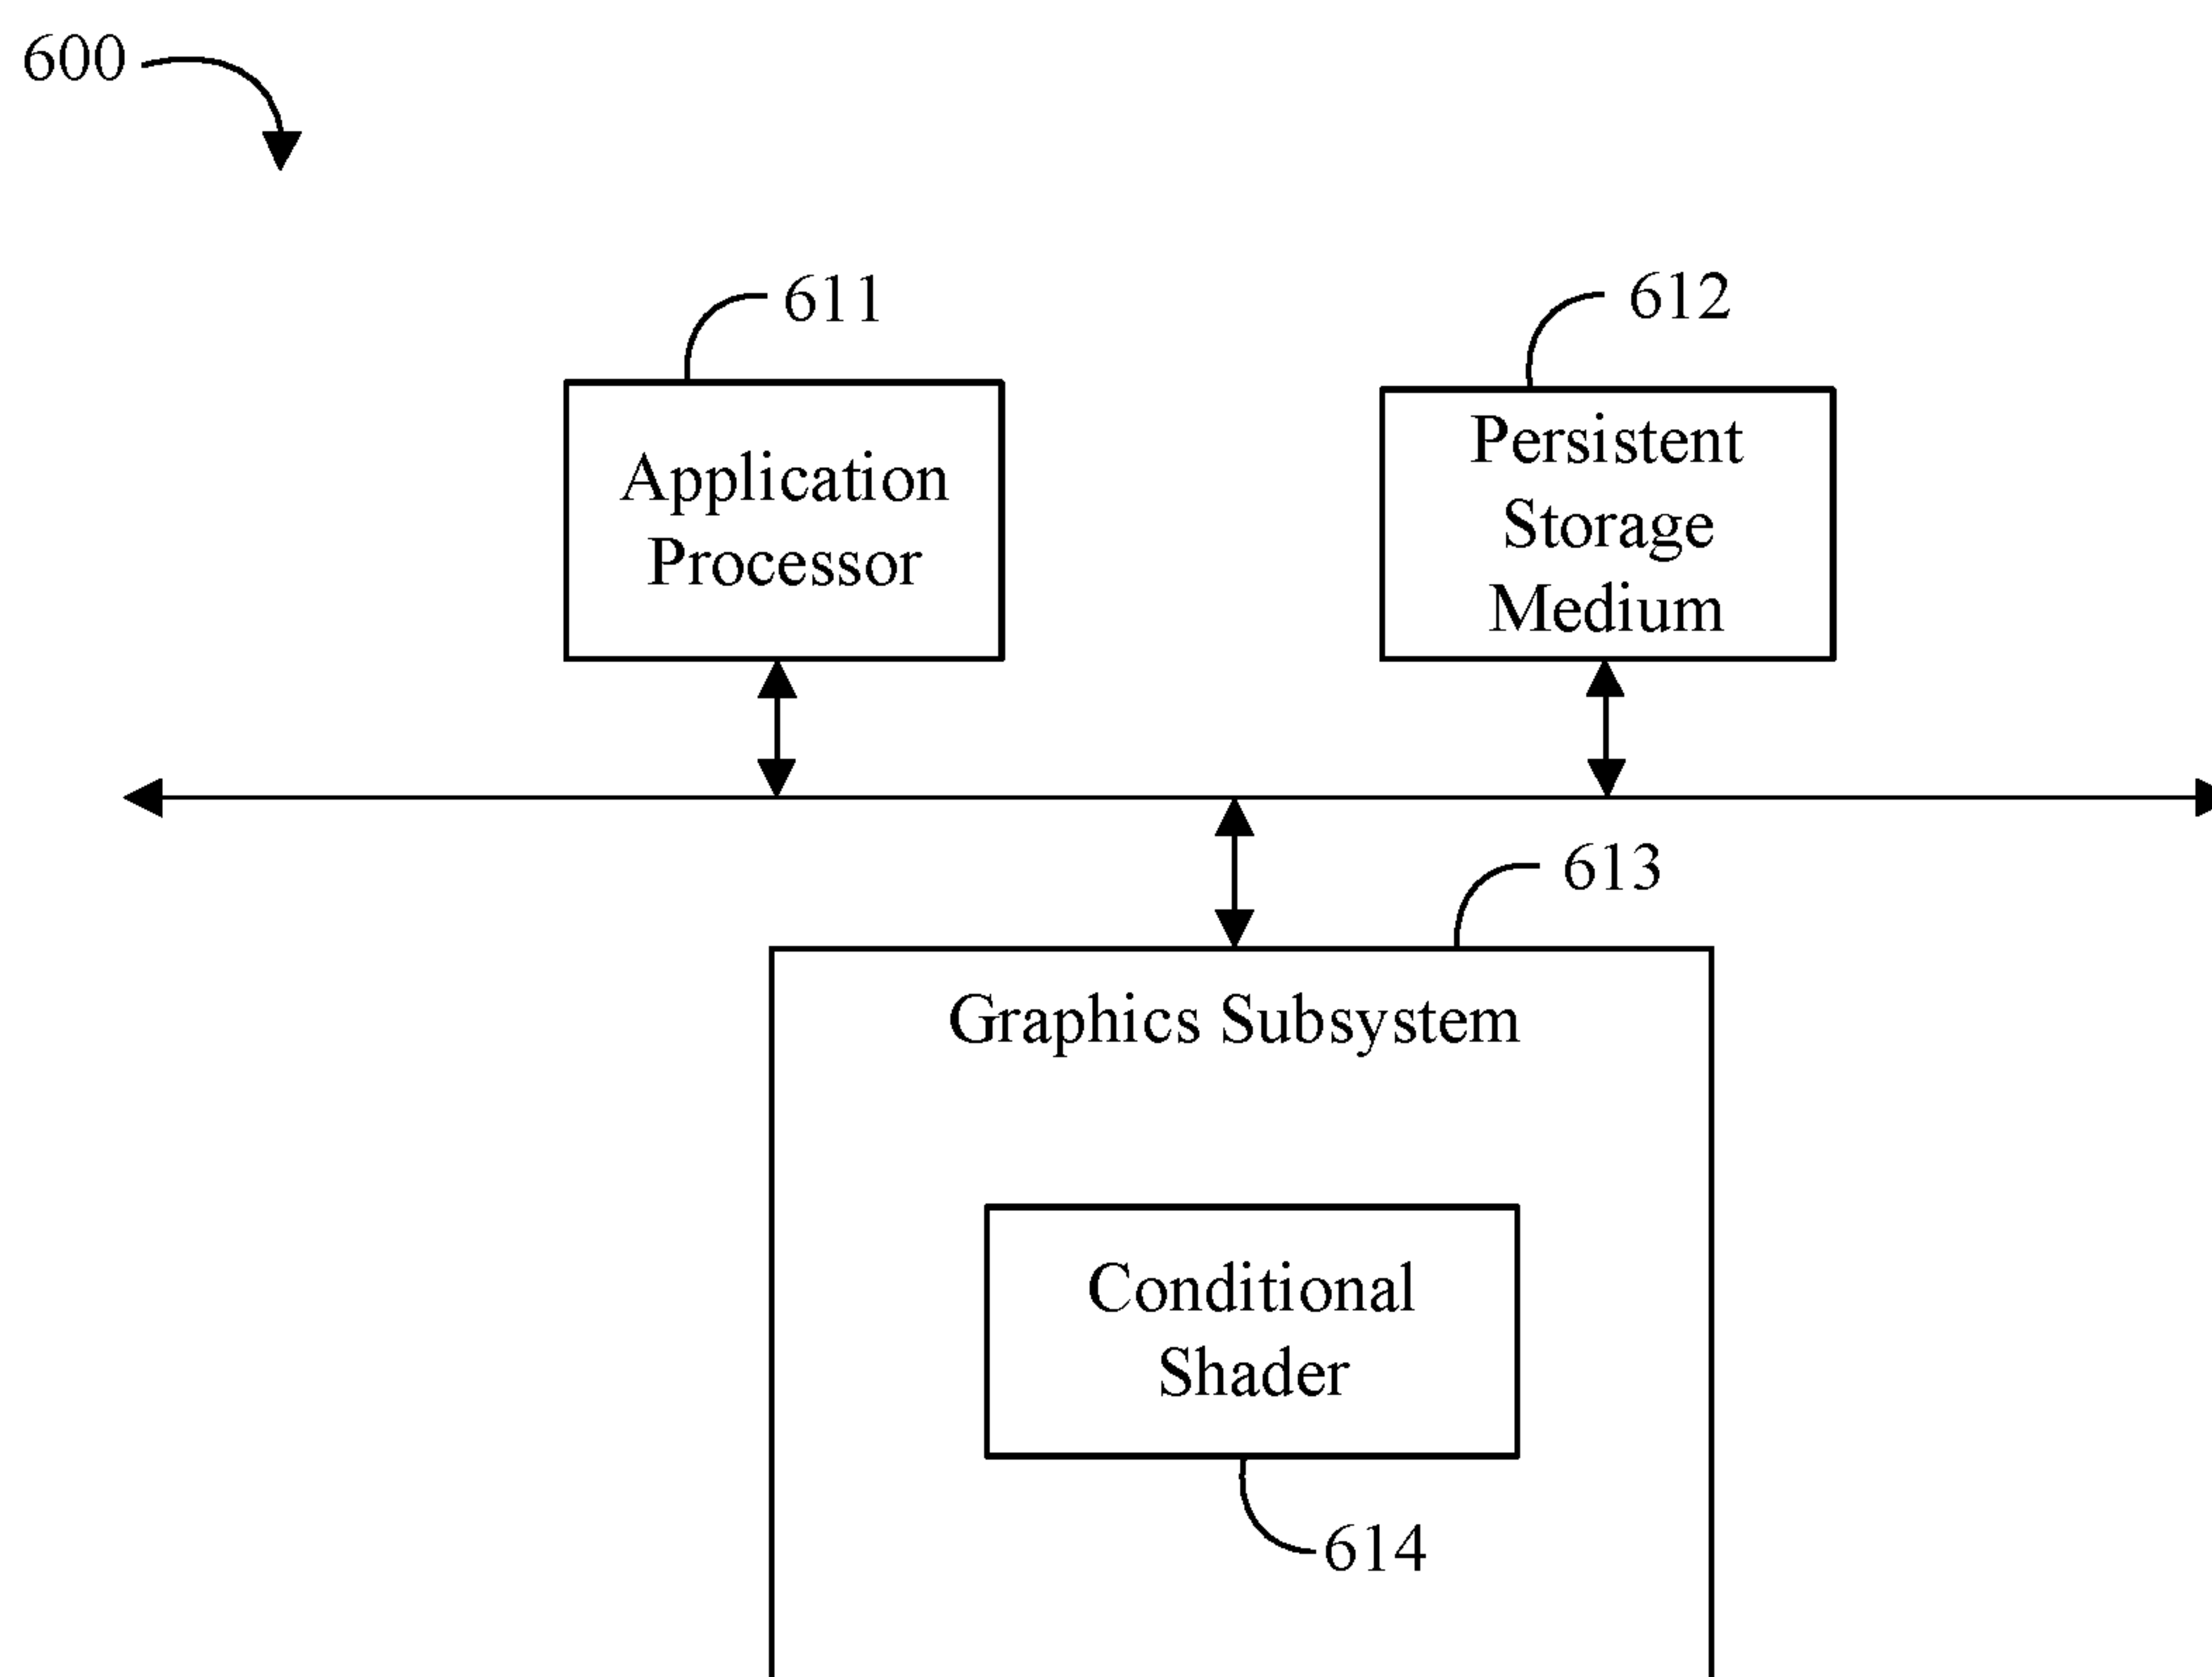 600
611
612
Application
Processor
Persistent
Storage
Medium
613
Graphics Subsystem
Conditional
Shader
614